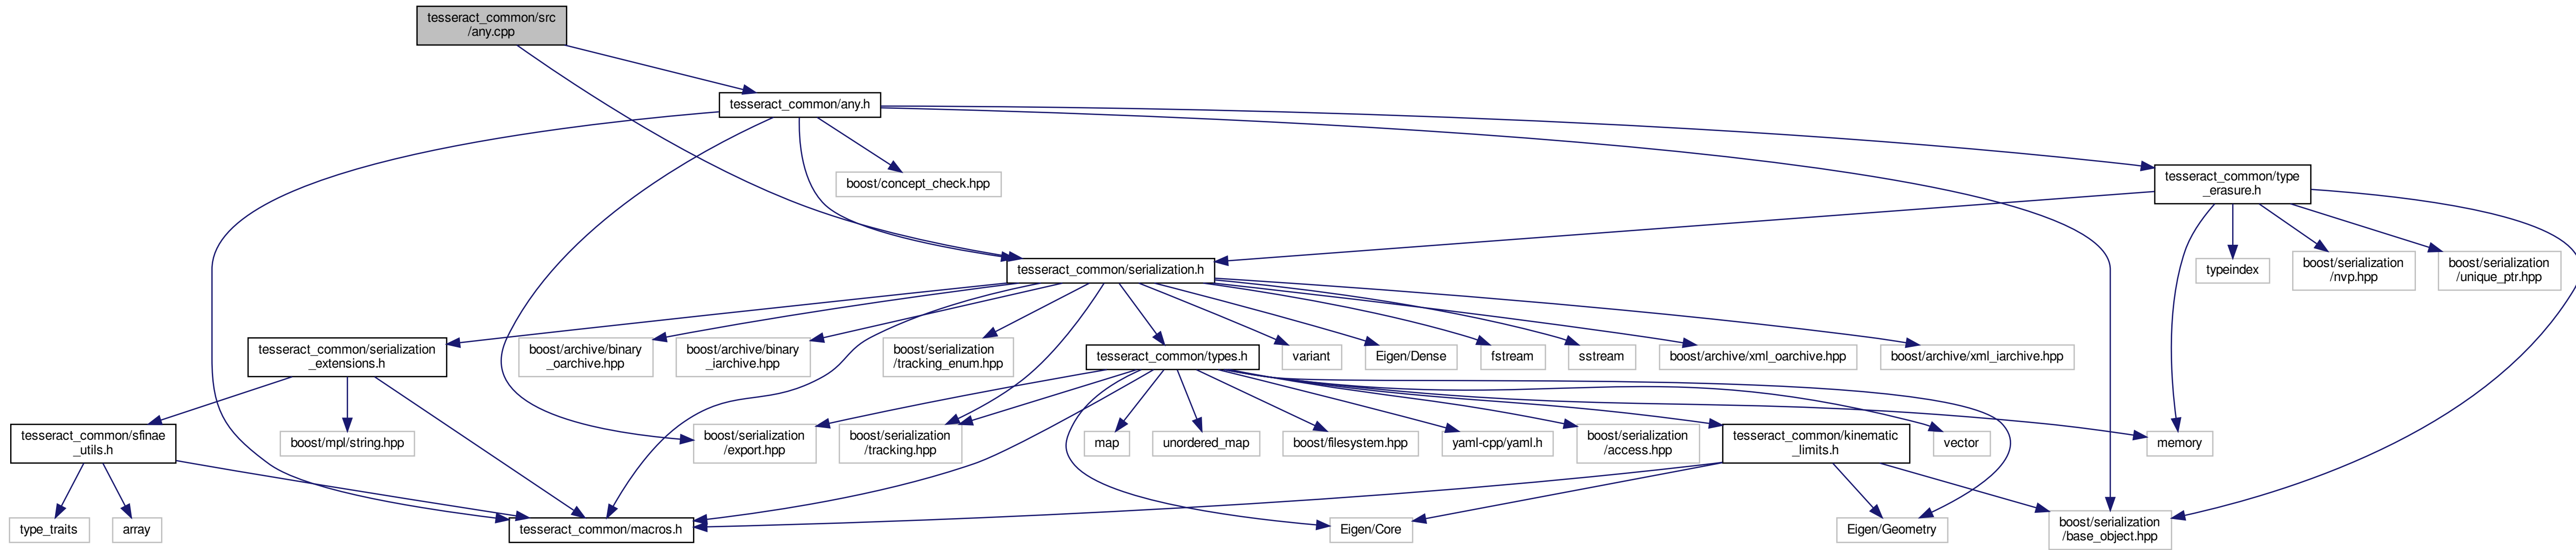 tesseract_common/src
/any.cpp
tesseract_common/any.h
boost/concept_check.hpp
tesseract_common/type
_erasure.h
tesseract_common/serialization.h
typeindex
boost/serialization
/nvp.hpp
boost/serialization
/unique_ptr.hpp
tesseract_common/serialization
_extensions.h
boost/archive/binary
_oarchive.hpp
boost/archive/binary
_iarchive.hpp
boost/serialization
/tracking_enum.hpp
tesseract_common/types.h
variant
Eigen/Dense
fstream
sstream
boost/archive/xml_oarchive.hpp
boost/archive/xml_iarchive.hpp
tesseract_common/sfinae
_utils.h
boost/mpl/string.hpp
boost/serialization
/export.hpp
boost/serialization
/tracking.hpp
map
unordered_map
boost/filesystem.hpp
yaml-cpp/yaml.h
boost/serialization
/access.hpp
tesseract_common/kinematic
_limits.h
vector
memory
type_traits
array
tesseract_common/macros.h
Eigen/Core
Eigen/Geometry
boost/serialization
/base_object.hpp